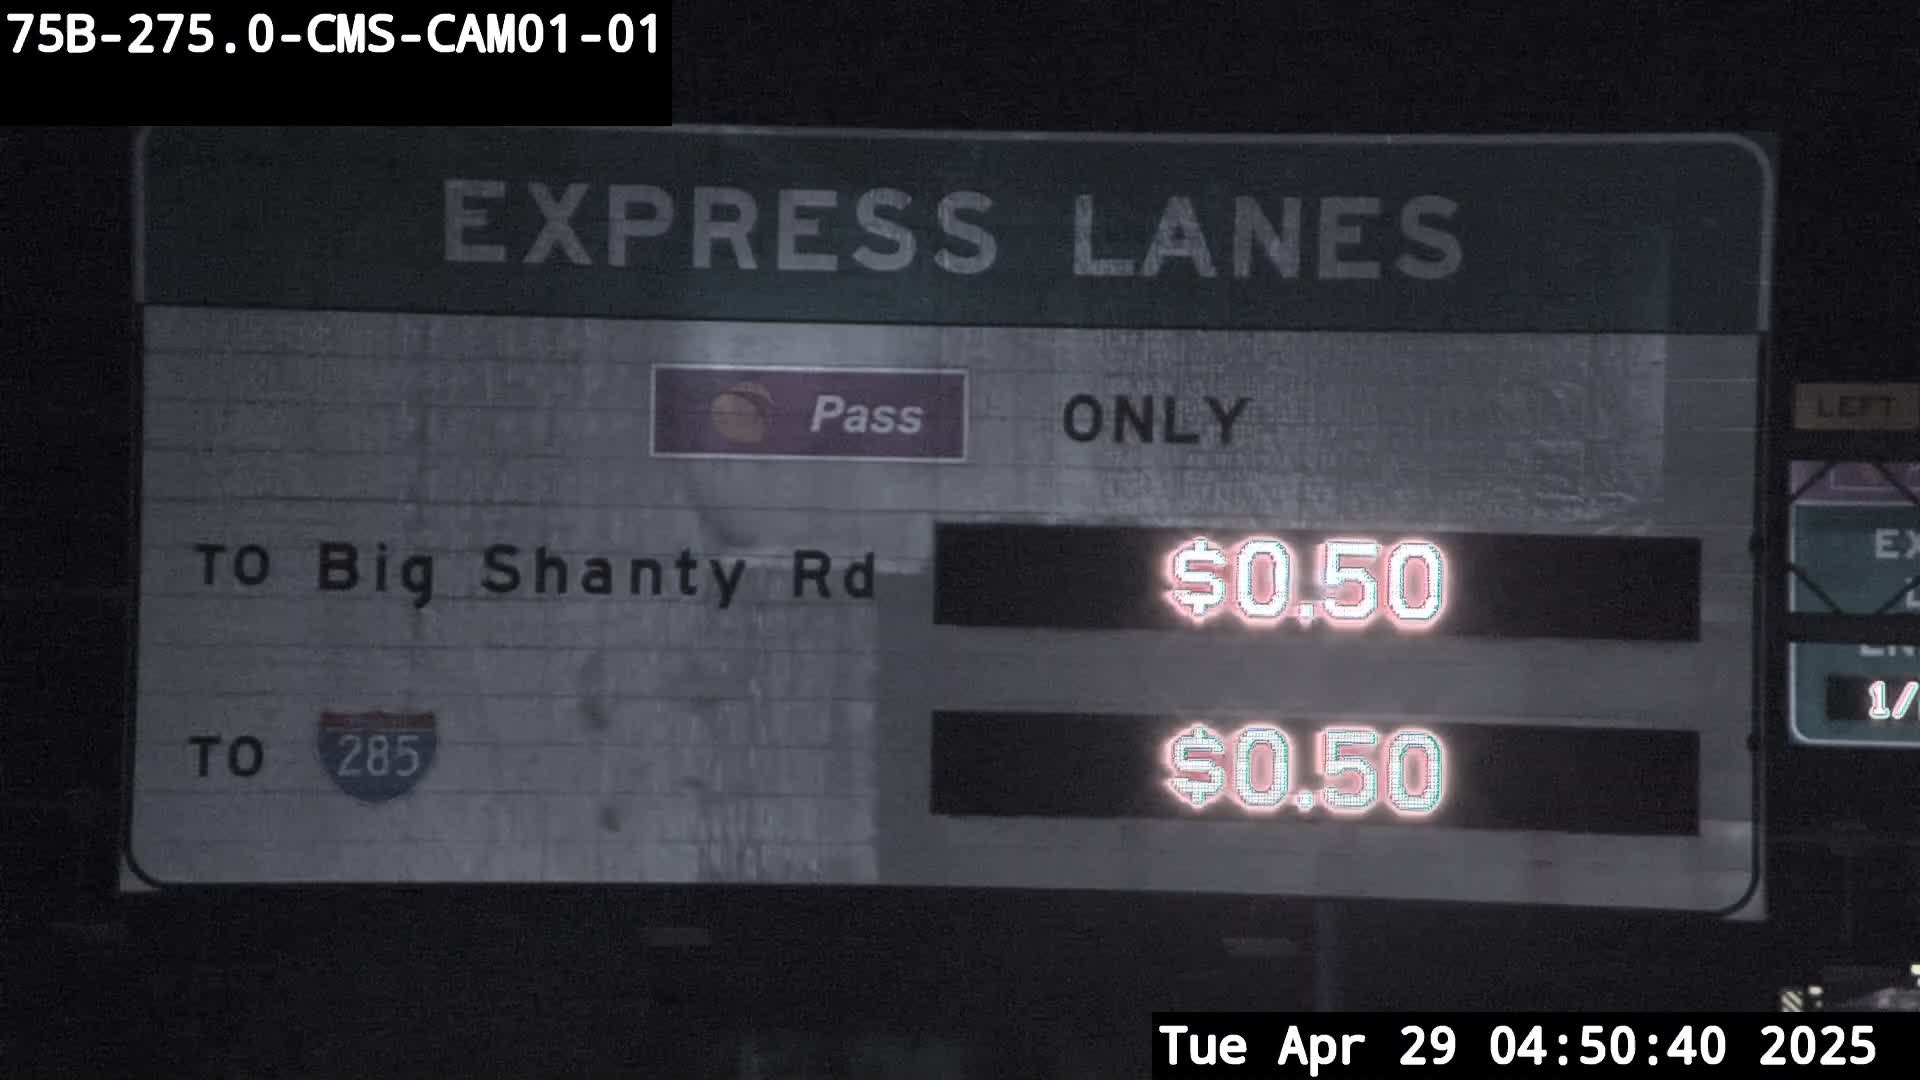 75B-275.0-CMS-CAM01-01
EXPRESS LANES
Pass ONLY
TO Big Shanty Rd $0.50
TO 285 $0.50
LEFT
1/
Tue Apr 29 04:50:40 2025